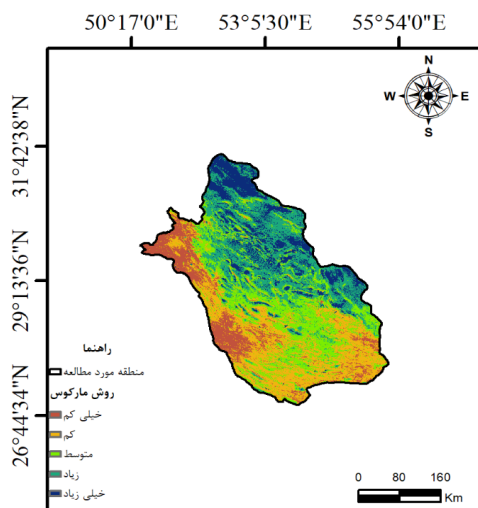 50°17'0"E 53°5'30"E 55°54'0"E
N
W E
S
31°42'38"N
29°13'36"N
26°44'34"N
راهنما
منطقه مورد مطالعه
روش مارکوس
خیلی کم
کم
متوسط
زیاد
خیلی زیاد
0 80 160
Km